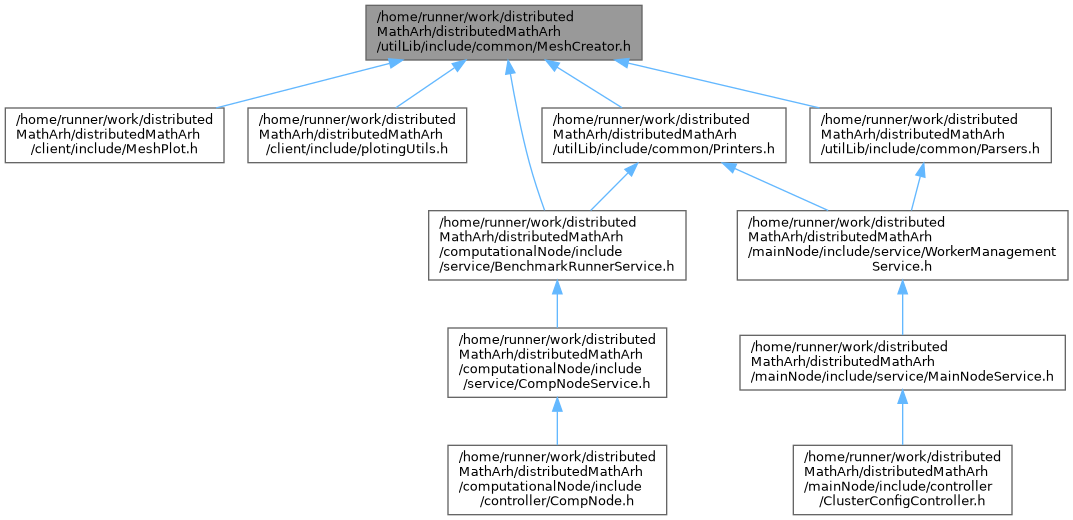 /home/runner/work/distributed
MathArh/distributedMathArh
/utilLib/include/common/MeshCreator.h
/home/runner/work/distributed
MathArh/distributedMathArh
/client/include/MeshPlot.h
/home/runner/work/distributed
MathArh/distributedMathArh
/client/include/plotingUtils.h
/home/runner/work/distributed
MathArh/distributedMathArh
/utilLib/include/common/Printers.h
/home/runner/work/distributed
MathArh/distributedMathArh
/utilLib/include/common/Parsers.h
/home/runner/work/distributed
MathArh/distributedMathArh
/computationalNode/include
/service/BenchmarkRunnerService.h
/home/runner/work/distributed
MathArh/distributedMathArh
/mainNode/include/service/WorkerManagement
Service.h
/home/runner/work/distributed
MathArh/distributedMathArh
/computationalNode/include
/service/CompNodeService.h
/home/runner/work/distributed
MathArh/distributedMathArh
/mainNode/include/service/MainNodeService.h
/home/runner/work/distributed
MathArh/distributedMathArh
/computationalNode/include
/controller/CompNode.h
/home/runner/work/distributed
MathArh/distributedMathArh
/mainNode/include/controller
/ClusterConfigController.h